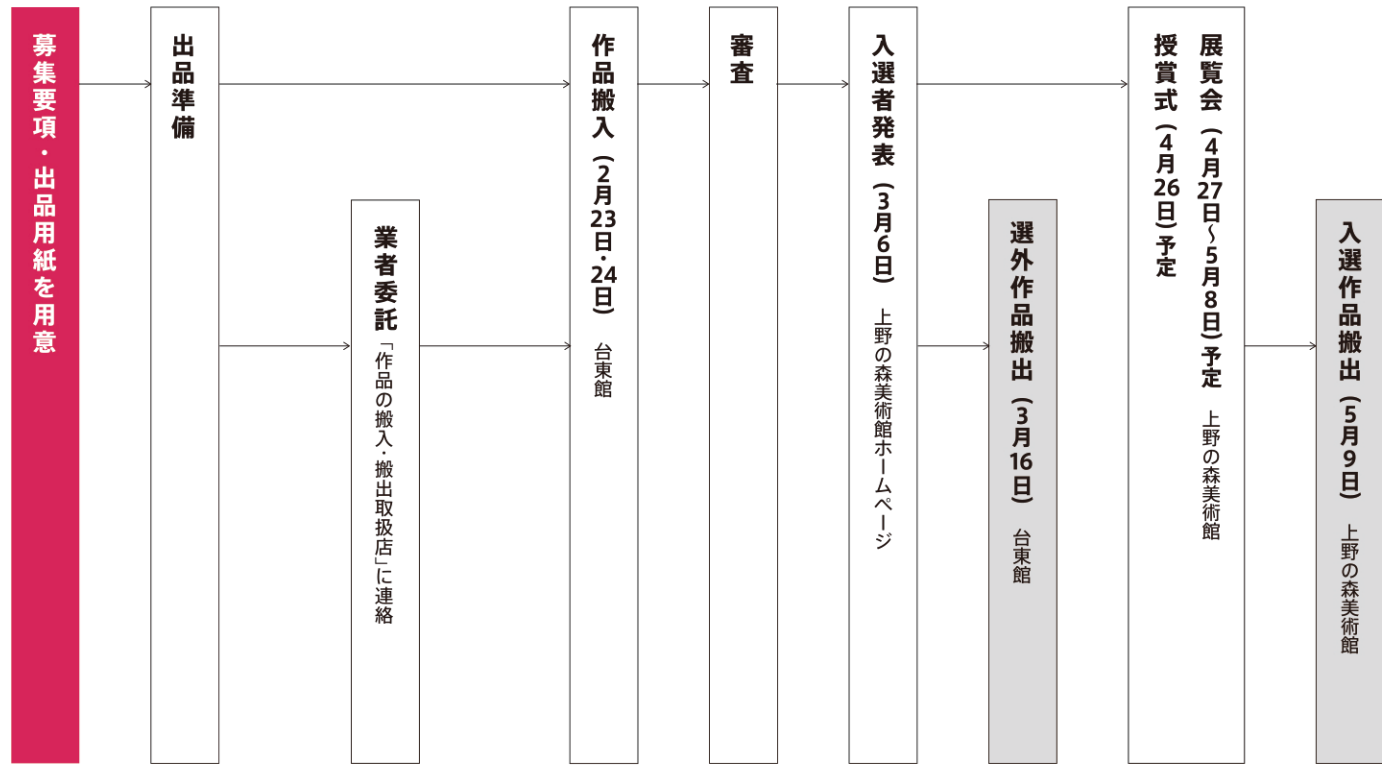 募集要項・出品用紙を用意
出品準備
業者委託 「作品の搬入・搬出取扱店」に連絡
作品搬入 (2月23日・24日) 台東館
審査
入選者発表 (3月6日) 上野の森美術館ホームページ
選外作品搬出 (3月16日) 台東館
展覧会 (4月27日~5月8日) 予定 上野の森美術館
授賞式 (4月26日) 予定
入選作品搬出 (5月9日) 上野の森美術館